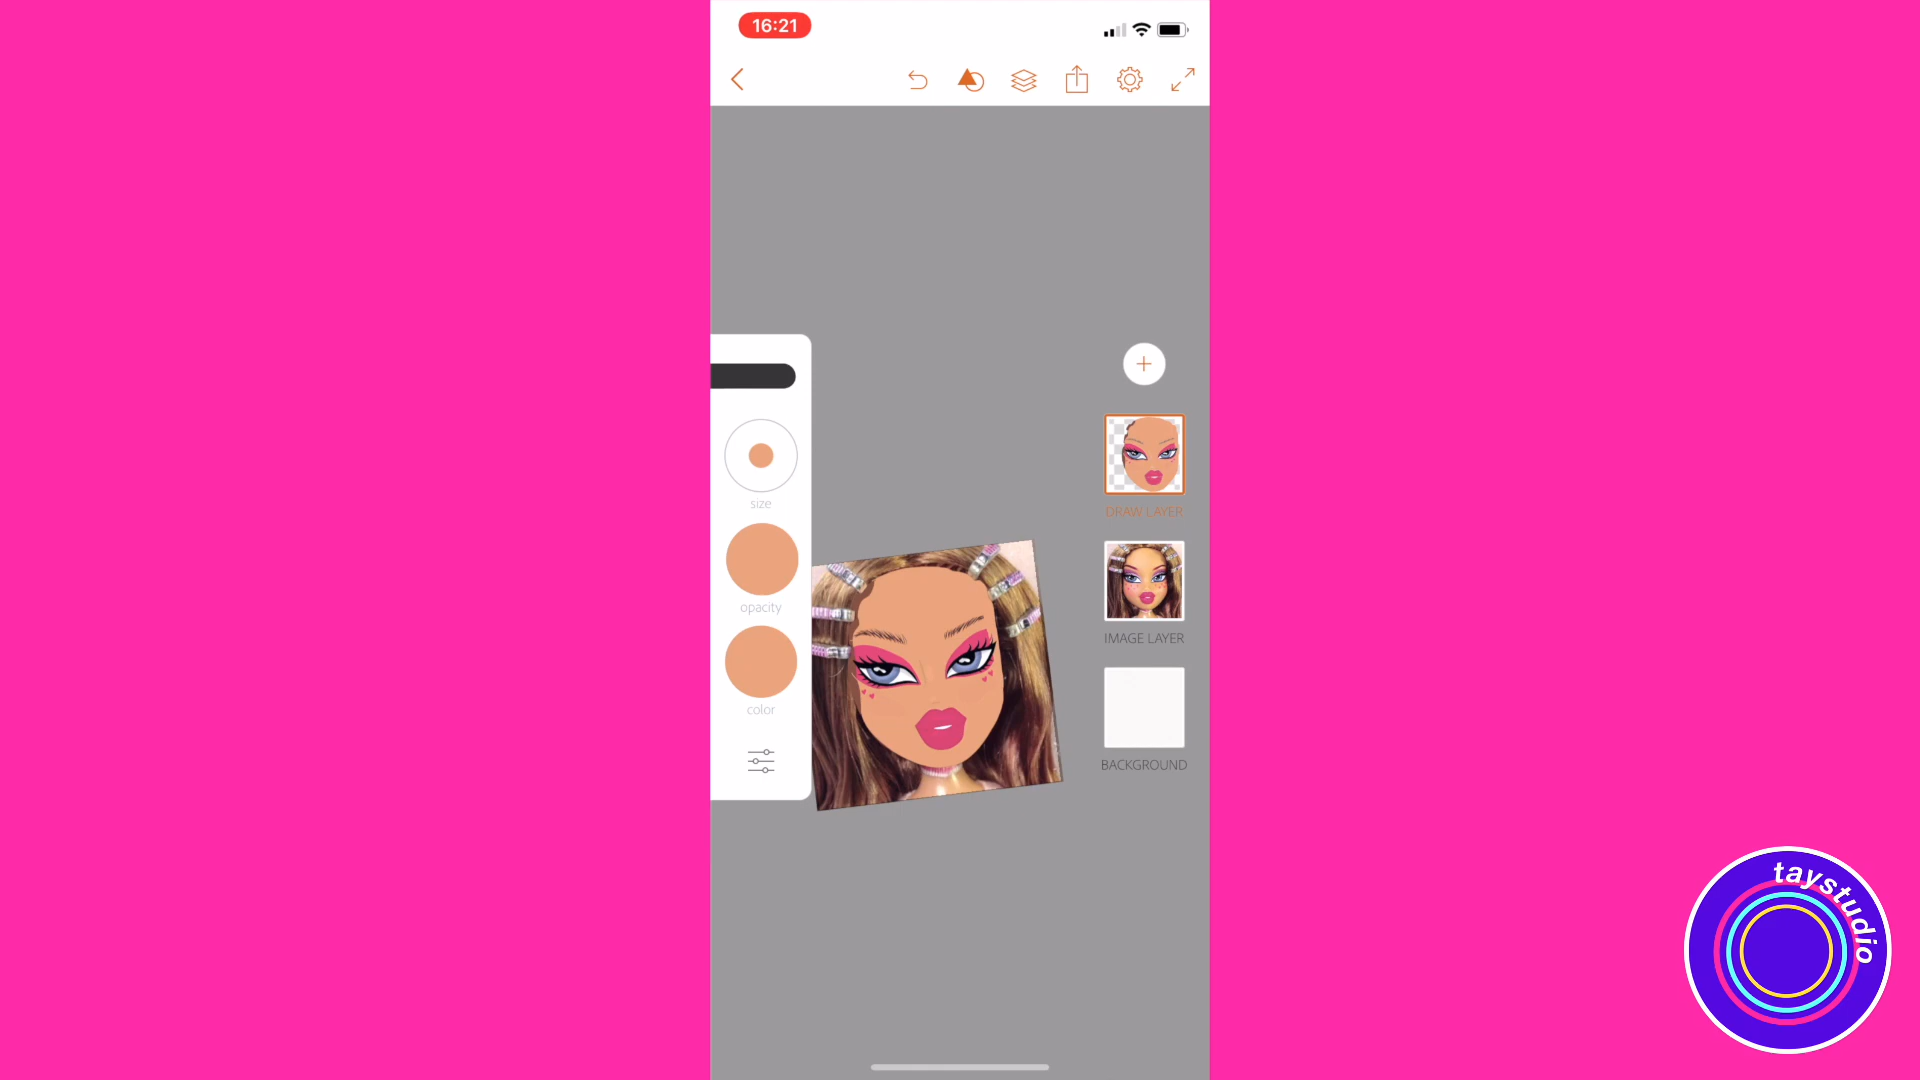 16:21
size
opacity
color
DRAW LAYER
IMAGE LAYER
BACKGROUND
taystudio